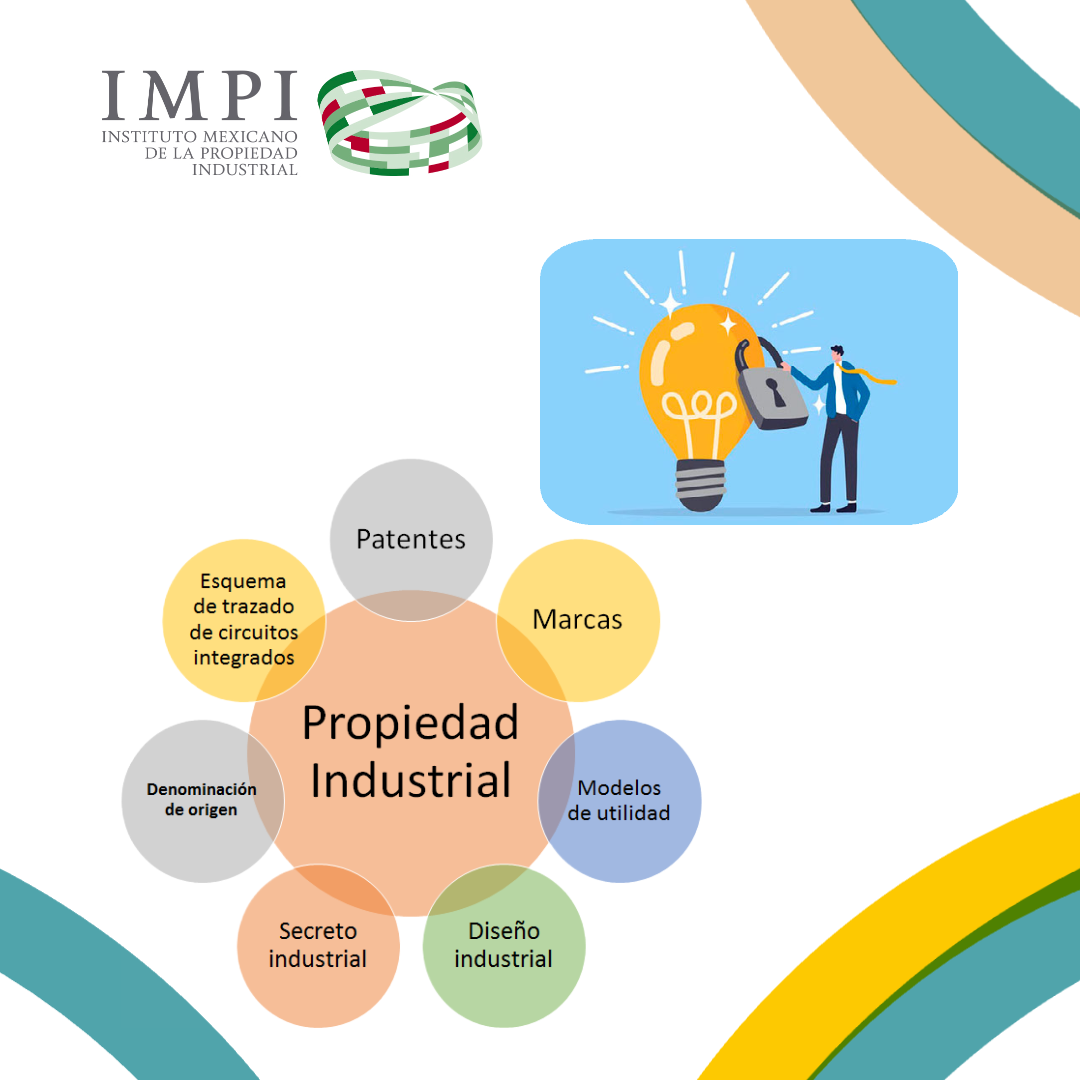 IMPI
INSTITUTO MEXICANO
DE LA PROPIEDAD
INDUSTRIAL
Patentes
Esquema
de trazado
de circuitos
integrados
Marcas
Propiedad
Industrial
Denominación
de origen
Modelos
de utilidad
Secreto
industrial
Diseño
industrial